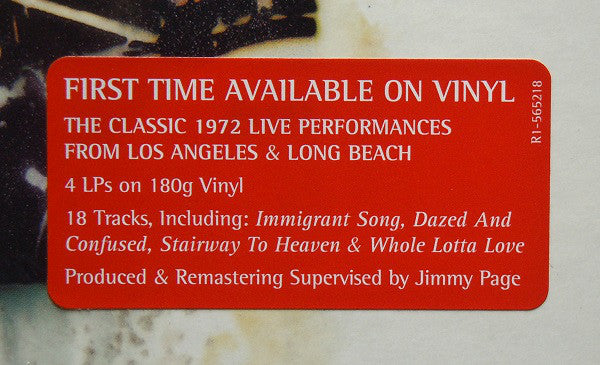 FIRST TIME AVAILABLE ON VINYL
THE CLASSIC 1972 LIVE PERFORMANCES
FROM LOS ANGELES & LONG BEACH
4 LPs on 180g Vinyl
18 Tracks, Including: Immigrant Song, Dazed And
Confused, Stairway To Heaven & Whole Lotta Love
Produced & Remastering Supervised by Jimmy Page
R1-565218